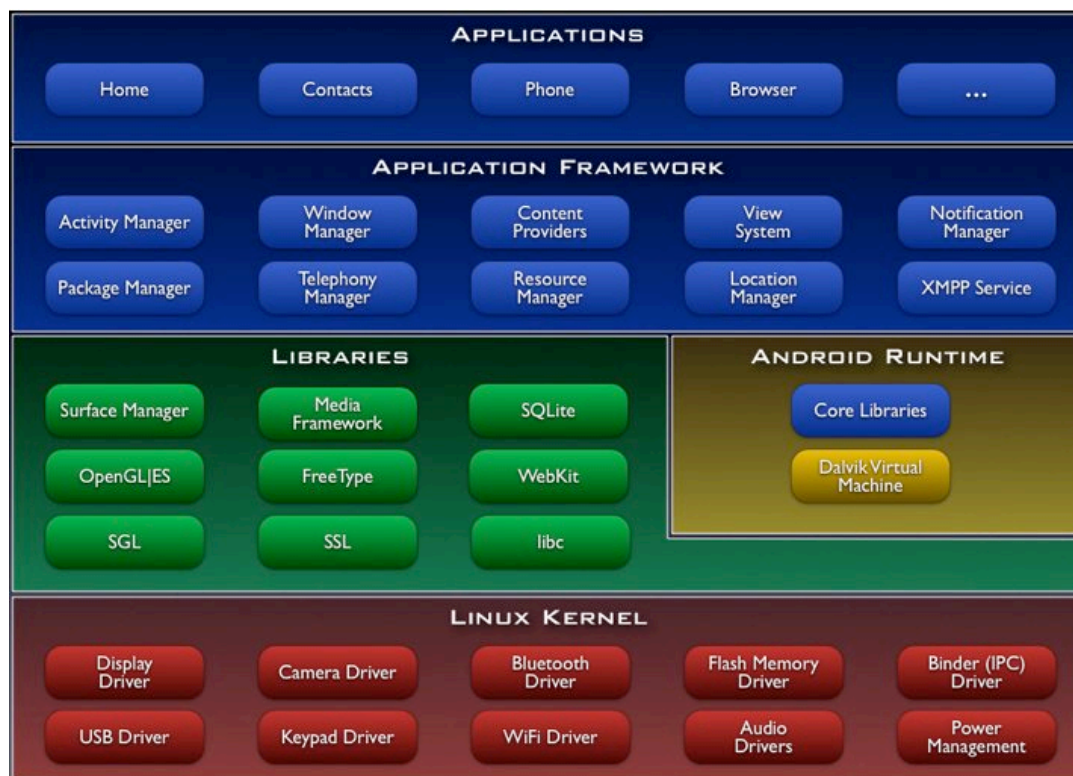 APPLICATIONS
Home
Contacts
Phone
Browser
...
APPLICATION FRAMEWORK
Activity Manager
Window
Manager
Content
Providers
View
System
Notification
Manager
Package Manager
Telephony
Manager
Resource
Manager
Location
Manager
XMPP Service
LIBRARIES
Surface Manager
Media
Framework
SQLite
OpenGL|ES
FreeType
WebKit
SGL
SSL
libc
ANDROID RUNTIME
Core Libraries
Dalvik Virtual
Machine
LINUX KERNEL
Display
Driver
Camera Driver
Bluetooth
Driver
Flash Memory
Driver
Binder (IPC)
Driver
USB Driver
Keypad Driver
WiFi Driver
Audio
Drivers
Power
Management